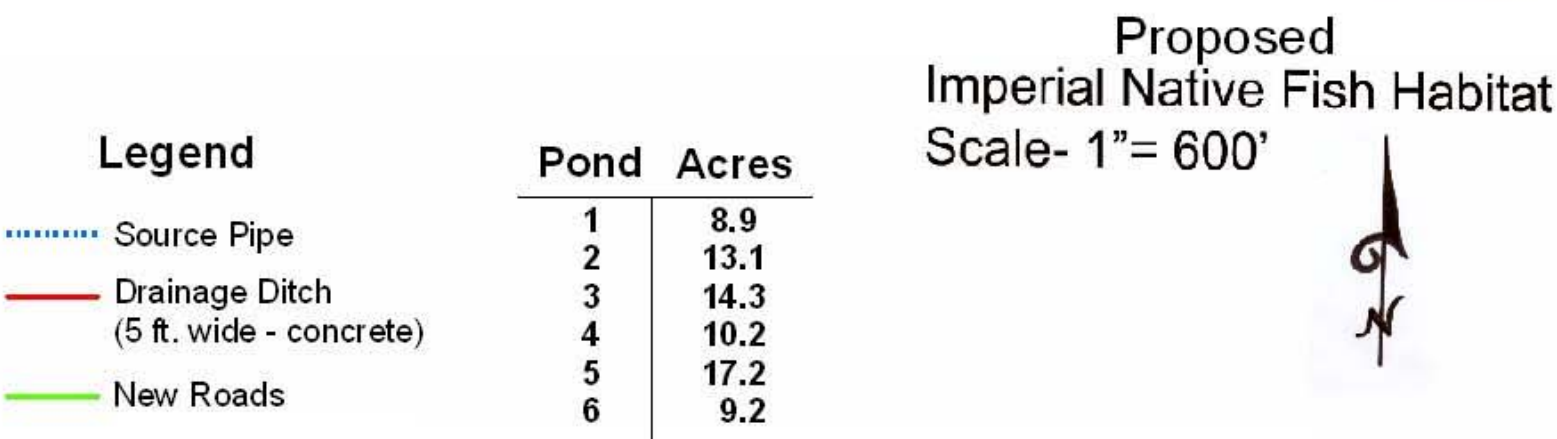 Proposed
Imperial Native Fish Habitat
Scale- 1”= 600’
N
Legend
Source Pipe
Drainage Ditch
(5 ft. wide - concrete)
New Roads
Pond Acres
1 8.9
2 13.1
3 14.3
4 10.2
5 17.2
6 9.2